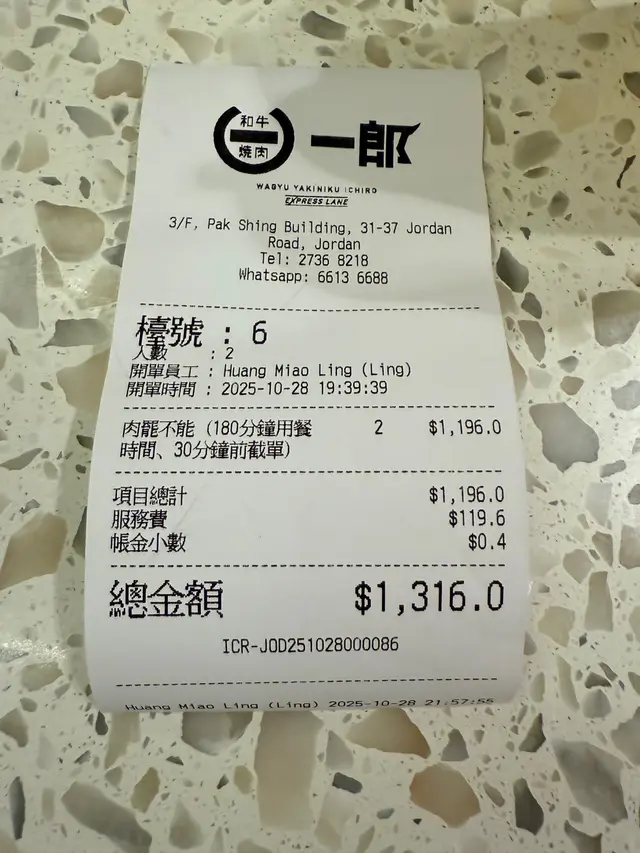 和牛
燒肉
一郎
WAGYU YAKINIKU ICHIRO
EXPRESS LANE
3/F, Pak Shing Building, 31-37 Jordan
Road, Jordan
Tel: 2736 8218
Whatsapp: 6613 6688
檯號 : 6
人數 : 2
開單員工 : Huang Miao Ling (Ling)
開單時間 : 2025-10-28 19:39:39
肉罷不能 (180分鐘用餐 2 $1,196.0
時間、30分鐘前截單)
項目總計 $1,196.0
服務費 $119.6
帳金小數 $0.4
總金額 $1,316.0
ICR-JOD251028000086
Huang Miao Ling (Ling) 2025-10-28 21:57:55